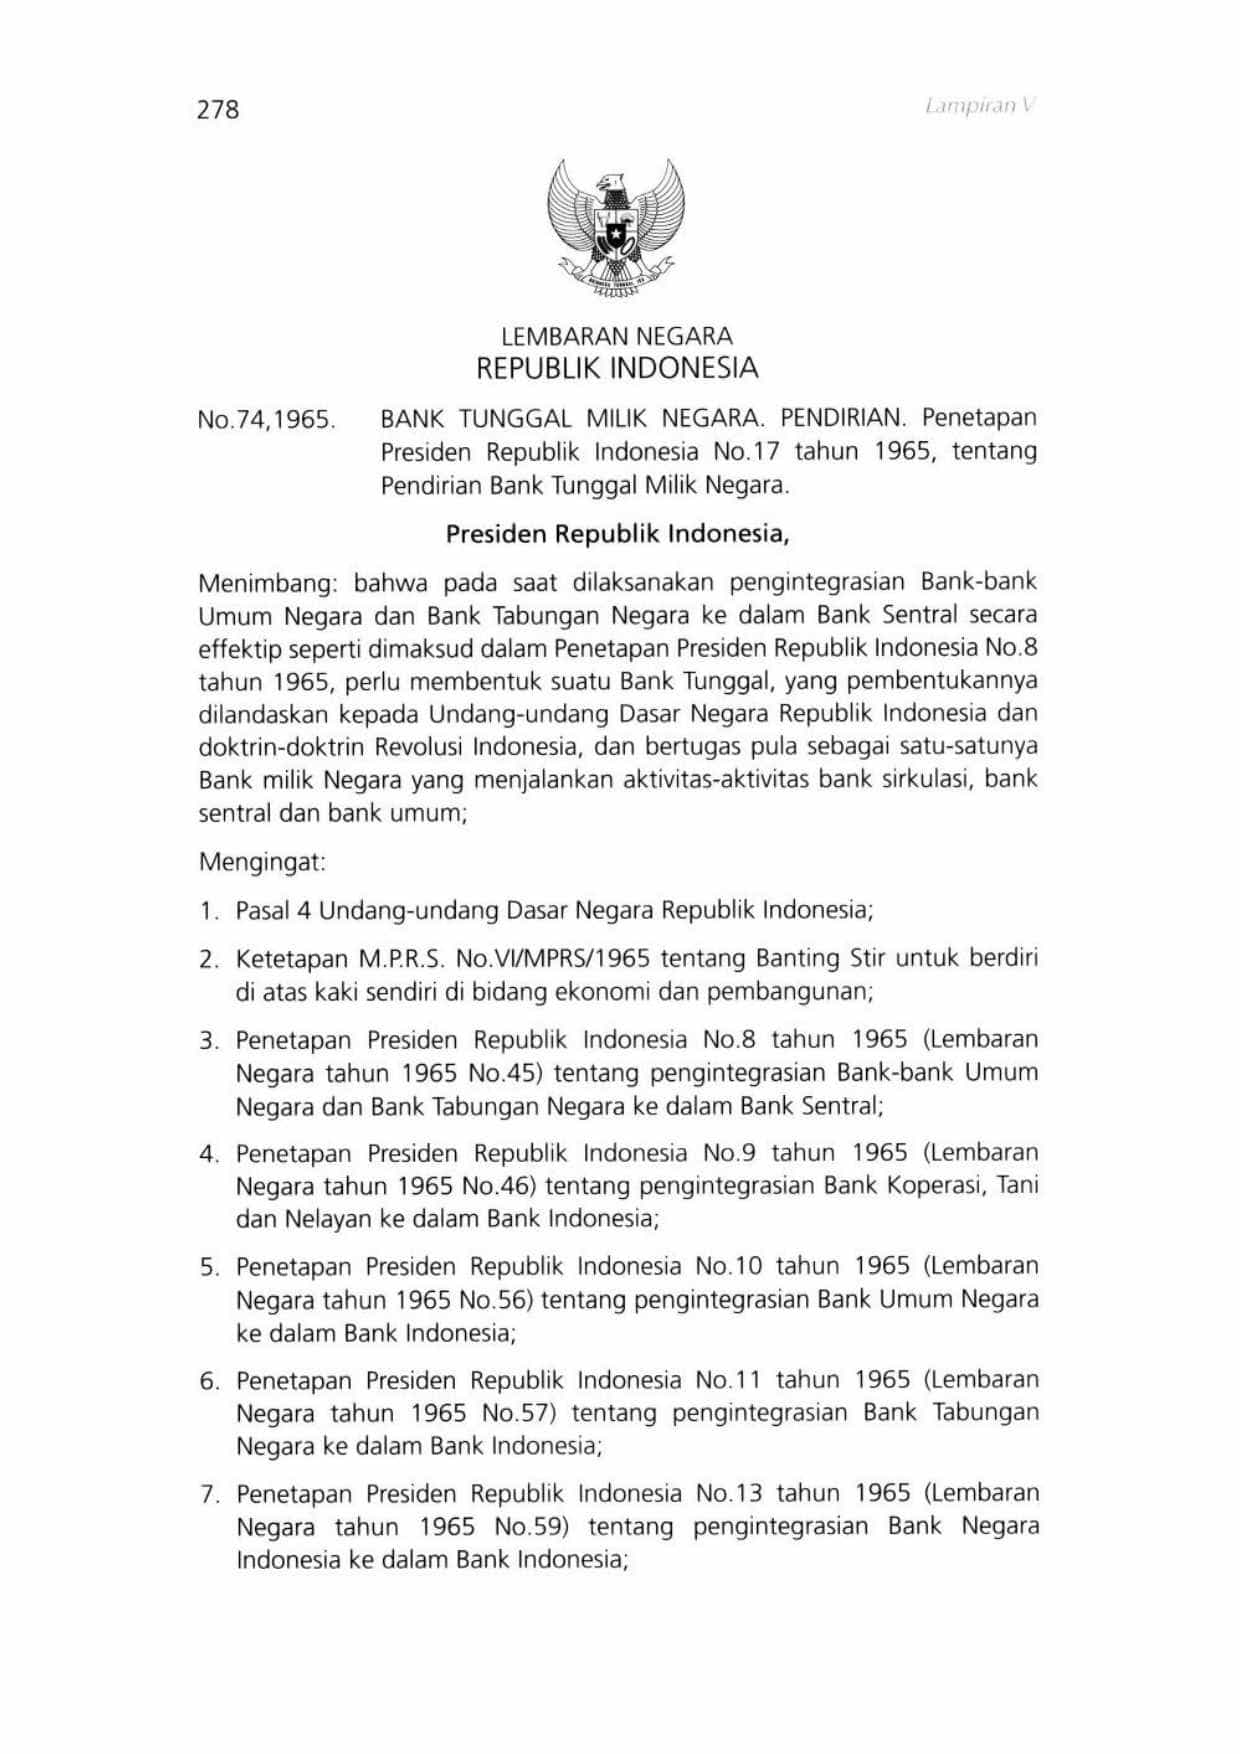 278
Lampiran V
LEMBARAN NEGARA
REPUBLIK INDONESIA
No.74,1965. BANK TUNGGAL MILIK NEGARA. PENDIRIAN. Penetapan
Presiden Republik Indonesia No.17 tahun 1965, tentang
Pendirian Bank Tunggal Milik Negara.
Presiden Republik Indonesia,
Menimbang: bahwa pada saat dilaksanakan pengintegrasian Bank-bank
Umum Negara dan Bank Tabungan Negara ke dalam Bank Sentral secara
effektip seperti dimaksud dalam Penetapan Presiden Republik Indonesia No.8
tahun 1965, perlu membentuk suatu Bank Tunggal, yang pembentukannya
dilandaskan kepada Undang-undang Dasar Negara Republik Indonesia dan
doktrin-doktrin Revolusi Indonesia, dan bertugas pula sebagai satu-satunya
Bank milik Negara yang menjalankan aktivitas-aktivitas bank sirkulasi, bank
sentral dan bank umum;
Mengingat:
1. Pasal 4 Undang-undang Dasar Negara Republik Indonesia;
2. Ketetapan M.P.R.S. No.VI/MPRS/1965 tentang Banting Stir untuk berdiri
di atas kaki sendiri di bidang ekonomi dan pembangunan;
3. Penetapan Presiden Republik Indonesia No.8 tahun 1965 (Lembaran
Negara tahun 1965 No.45) tentang pengintegrasian Bank-bank Umum
Negara dan Bank Tabungan Negara ke dalam Bank Sentral;
4. Penetapan Presiden Republik Indonesia No.9 tahun 1965 (Lembaran
Negara tahun 1965 No.46) tentang pengintegrasian Bank Koperasi, Tani
dan Nelayan ke dalam Bank Indonesia;
5. Penetapan Presiden Republik Indonesia No.10 tahun 1965 (Lembaran
Negara tahun 1965 No.56) tentang pengintegrasian Bank Umum Negara
ke dalam Bank Indonesia;
6. Penetapan Presiden Republik Indonesia No.11 tahun 1965 (Lembaran
Negara tahun 1965 No.57) tentang pengintegrasian Bank Tabungan
Negara ke dalam Bank Indonesia;
7. Penetapan Presiden Republik Indonesia No.13 tahun 1965 (Lembaran
Negara tahun 1965 No.59) tentang pengintegrasian Bank Negara
Indonesia ke dalam Bank Indonesia;